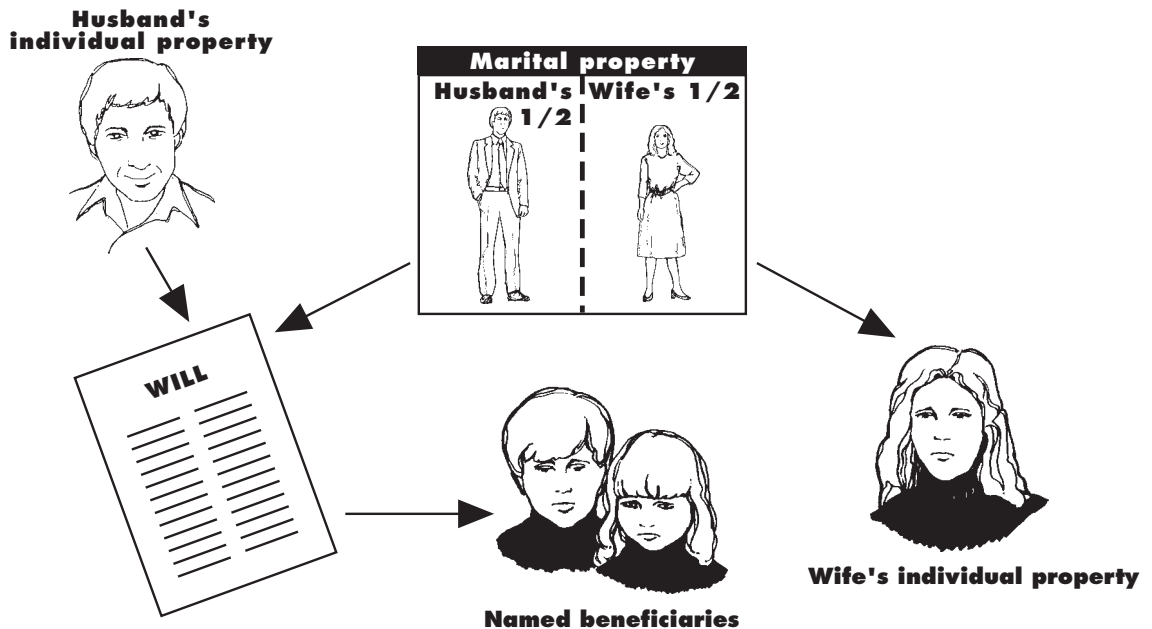 Husband's
individual property
Marital property
Husband's
1/2
Wife's 1/2
WILL
Named beneficiaries
Wife's individual property